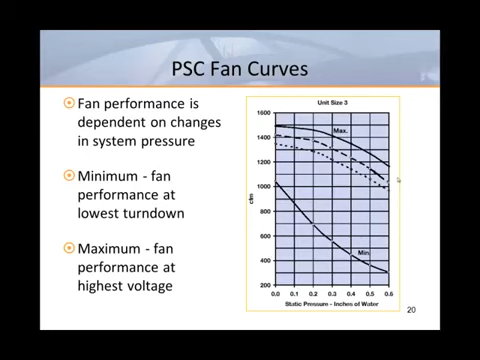 PSC Fan Curves
Fan performance is
dependent on changes
in system pressure
Minimum - fan
performance at
lowest turndown
Maximum - fan
performance at
highest voltage
Unit Size 3
1600
1400
1200
1000
800
600
400
200
cfm
Max.
Min.
0.0 0.1 0.2 0.3 0.4 0.5 0.6
Static Pressure - Inches of Water
20